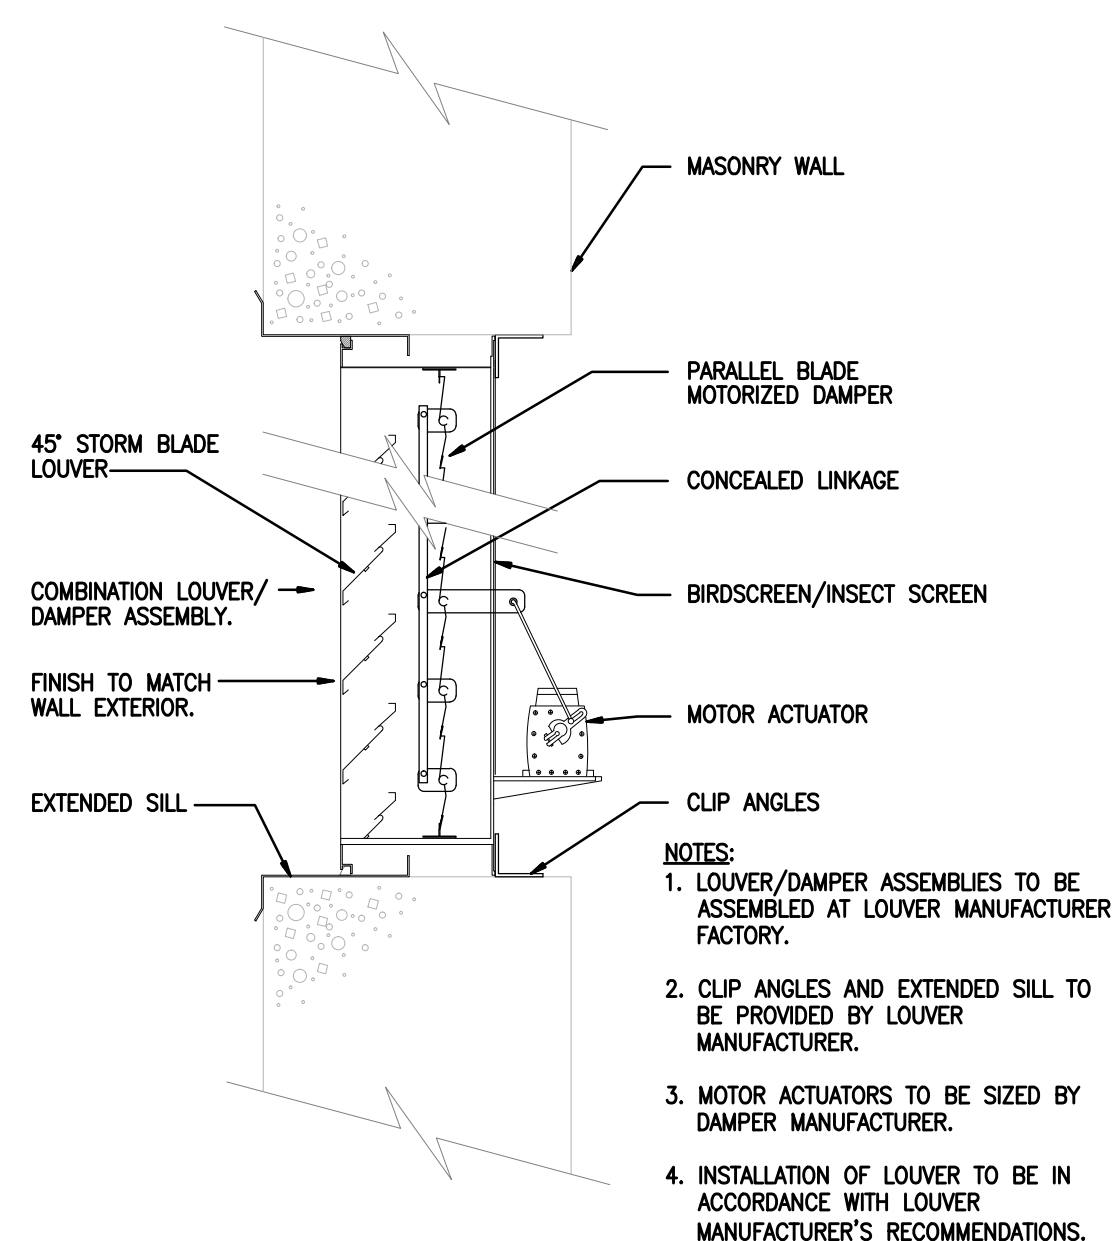 MASONRY WALL
PARALLEL BLADE
MOTORIZED DAMPER
45° STORM BLADE
LOUVER
CONCEALED LINKAGE
COMBINATION LOUVER/
DAMPER ASSEMBLY.
BIRDSCREEN/INSECT SCREEN
FINISH TO MATCH
WALL EXTERIOR.
MOTOR ACTUATOR
EXTENDED SILL
CLIP ANGLES
NOTES:
1. LOUVER/DAMPER ASSEMBLIES TO BE
ASSEMBLED AT LOUVER MANUFACTURER
FACTORY.
2. CLIP ANGLES AND EXTENDED SILL TO
BE PROVIDED BY LOUVER
MANUFACTURER.
3. MOTOR ACTUATORS TO BE SIZED BY
DAMPER MANUFACTURER.
4. INSTALLATION OF LOUVER TO BE IN
ACCORDANCE WITH LOUVER
MANUFACTURER'S RECOMMENDATIONS.